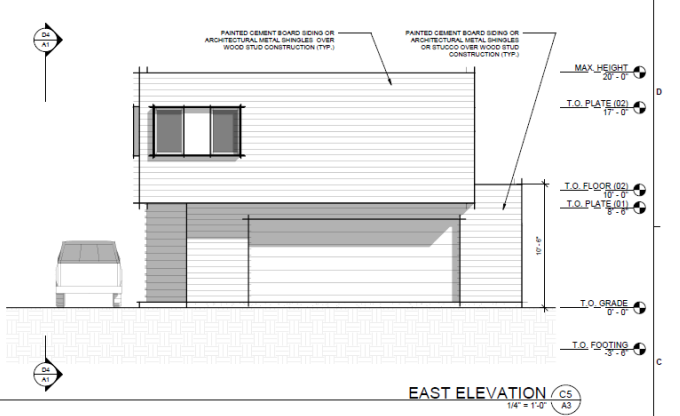 D4
A1
PAINTED CEMENT BOARD SIDING OR
ARCHITECTURAL METAL SHINGLES OVER
WOOD STUD CONSTRUCTION (TYP.)
PAINTED CEMENT BOARD SIDING OR
ARCHITECTURAL METAL SHINGLES
OR STUCCO OVER WOOD STUD
CONSTRUCTION (TYP.)
MAX. HEIGHT
20' - 0"
D
T.O. PLATE (02)
17' - 0"
T.O. FLOOR (02)
10' - 0"
T.O. PLATE (01)
8' - 6"
10' - 6"
T.O. GRADE
0' - 0"
T.O. FOOTING
-3' - 6"
C
D4
A1
EAST ELEVATION
1/4" = 1'-0"
C5
A3